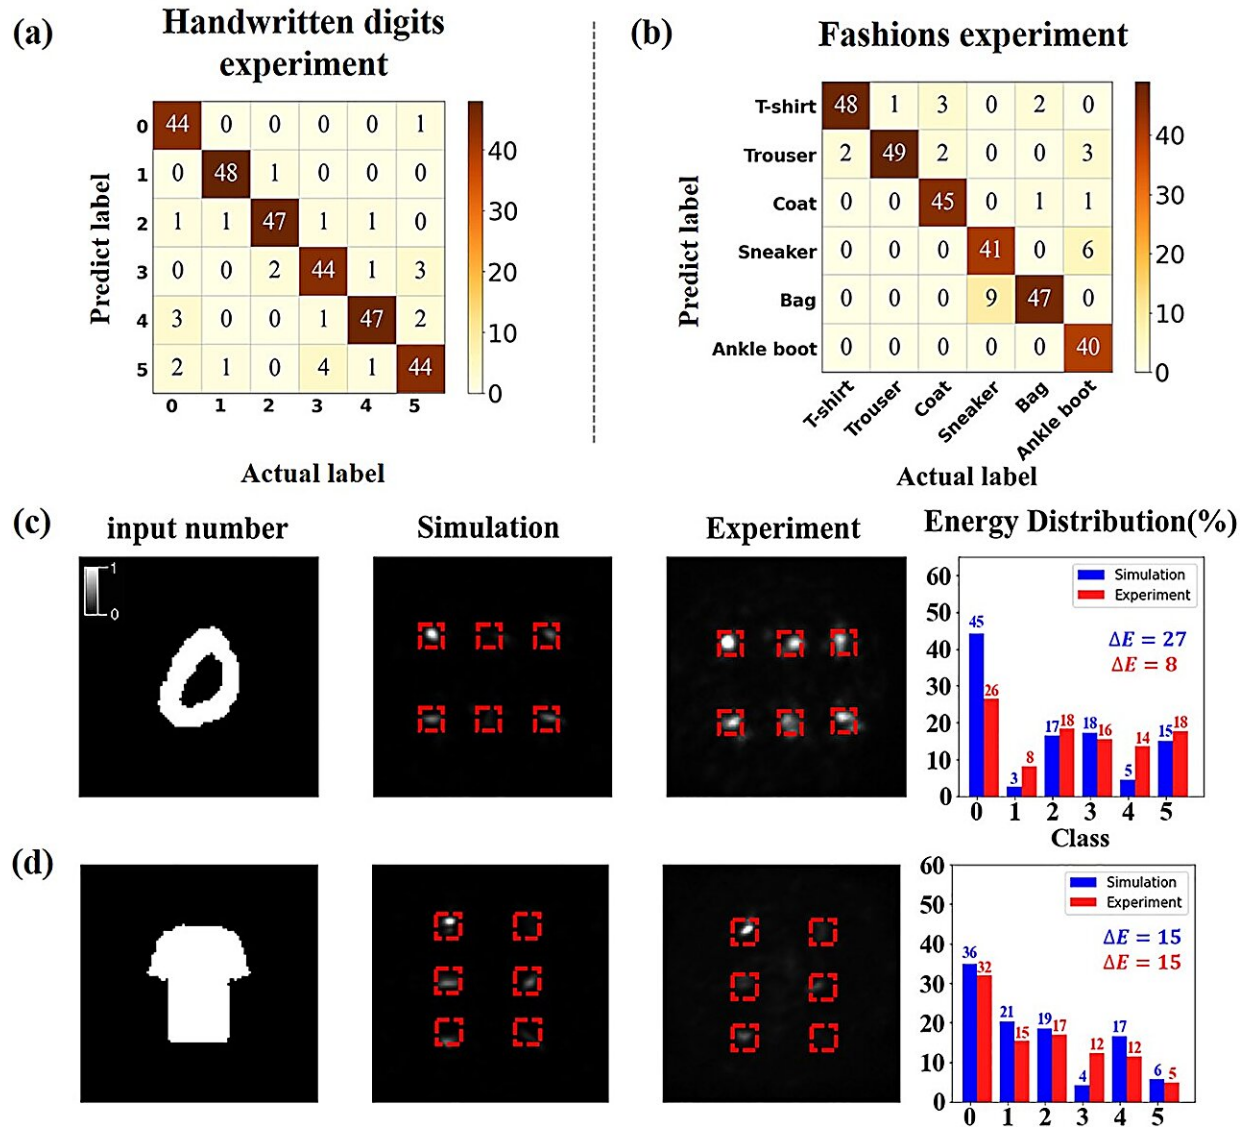 (a)
Handwritten digits
experiment
Predict label
0 44 0 0 0 0 1
1 0 48 1 0 0 0
2 1 1 47 1 1 0
3 0 0 2 44 1 3
4 3 0 0 1 47 2
5 2 1 0 4 1 44
0 1 2 3 4 5
40
30
20
10
0
Actual label
(b)
Fashions experiment
Predict label
T-shirt 48 1 3 0 2 0
Trouser 2 49 2 0 0 3
Coat 0 0 45 0 1 1
Sneaker 0 0 0 41 0 6
Bag 0 0 0 9 47 0
Ankle boot 0 0 0 0 0 40
T-shirt Trouser Coat Sneaker Bag Ankle boot
40
30
20
10
0
Actual label
(c)
input number
Simulation
Experiment
Energy Distribution(%)
1
0
60
50
40
30
20
10
0
Simulation
Experiment
ΔE = 27
ΔE = 8
45 26 3 8 17 18 18 16 5 14 15 18
0 1 2 3 4 5
Class
(d)
60
50
40
30
20
10
0
Simulation
Experiment
ΔE = 15
ΔE = 15
36 32 21 15 19 17 4 12 17 12 6 5
0 1 2 3 4 5